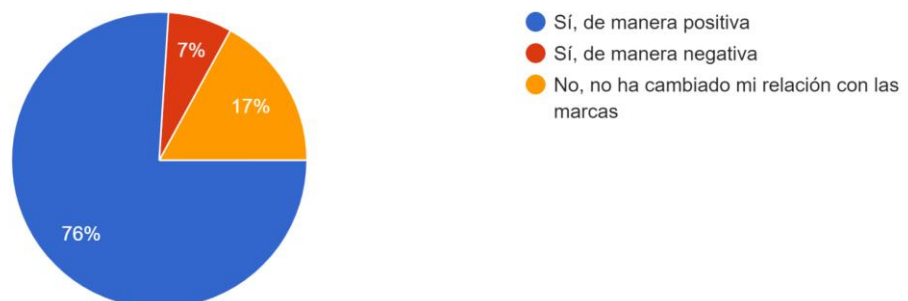 7%
17%
76%
Sí, de manera positiva
Sí, de manera negativa
No, no ha cambiado mi relación con las
marcas